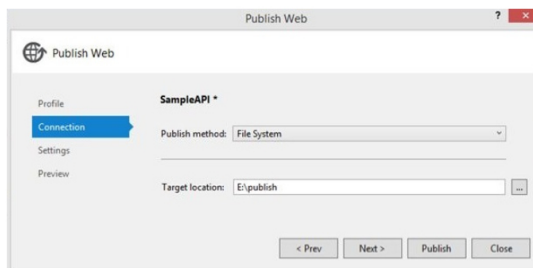 Publish Web
?
Publish Web
Profile
Connection
Settings
Preview
SampleAPI *
Publish method: File System
Target location: E:\publish
...
< Prev Next > Publish Close